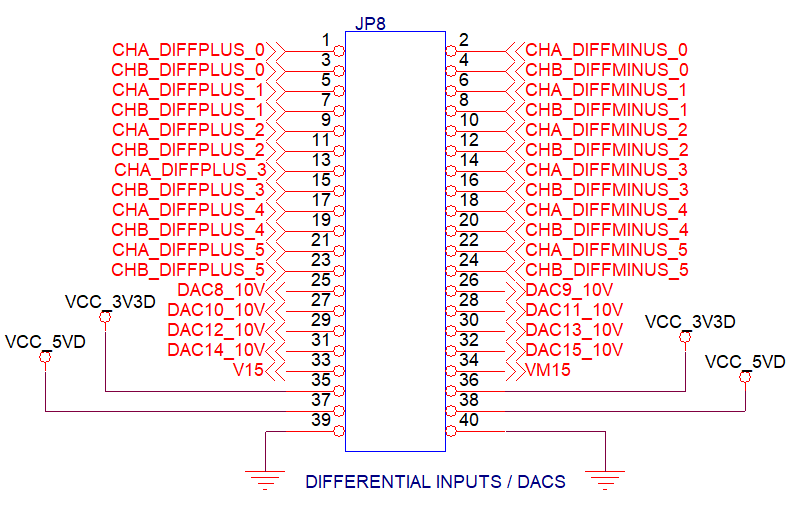 JP8
CHA_DIFFPLUS_0 1 2 CHA_DIFFMINUS_0
CHB_DIFFPLUS_0 3 4 CHB_DIFFMINUS_0
CHA_DIFFPLUS_1 5 6 CHA_DIFFMINUS_1
CHB_DIFFPLUS_1 7 8 CHB_DIFFMINUS_1
CHA_DIFFPLUS_2 9 10 CHA_DIFFMINUS_2
CHB_DIFFPLUS_2 11 12 CHB_DIFFMINUS_2
CHA_DIFFPLUS_3 13 14 CHA_DIFFMINUS_3
CHB_DIFFPLUS_3 15 16 CHB_DIFFMINUS_3
CHA_DIFFPLUS_4 17 18 CHA_DIFFMINUS_4
CHB_DIFFPLUS_4 19 20 CHB_DIFFMINUS_4
CHA_DIFFPLUS_5 21 22 CHA_DIFFMINUS_5
CHB_DIFFPLUS_5 23 24 CHB_DIFFMINUS_5
DAC8_10V 25 26 DAC9_10V
VCC_3V3D DAC10_10V 27 28 DAC11_10V
DAC12_10V 29 30 DAC13_10V VCC_3V3D
VCC_5VD DAC14_10V 31 32 DAC15_10V
V15 33 34 VM15 VCC_5VD
35 36
37 38
39 40
DIFFERENTIAL INPUTS / DACS